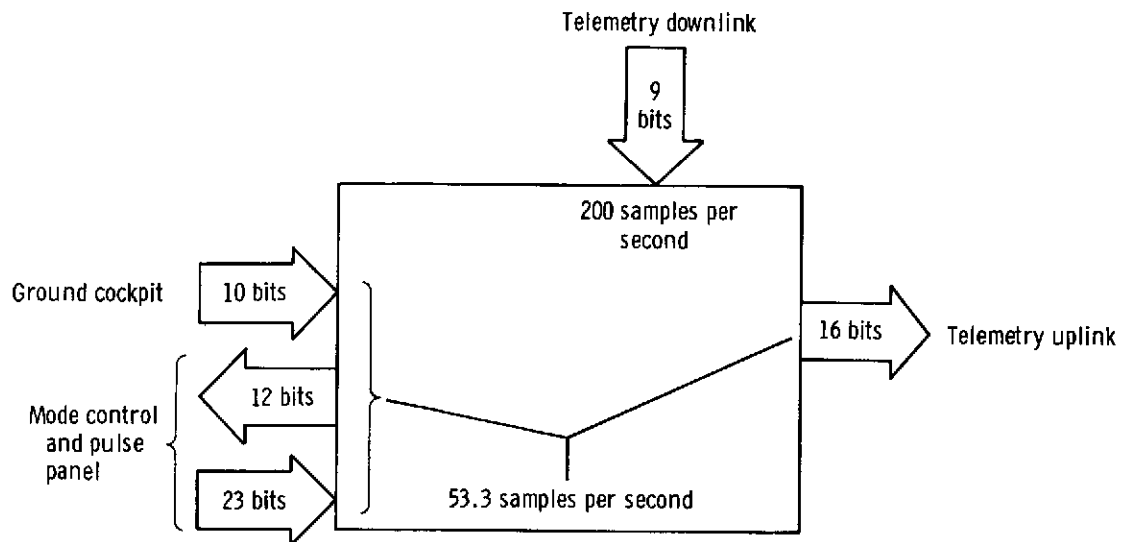 Telemetry downlink
9
bits
200 samples per
second
Ground cockpit
10 bits
16 bits
Telemetry uplink
12 bits
Mode control
and pulse
panel
23 bits
53.3 samples per second